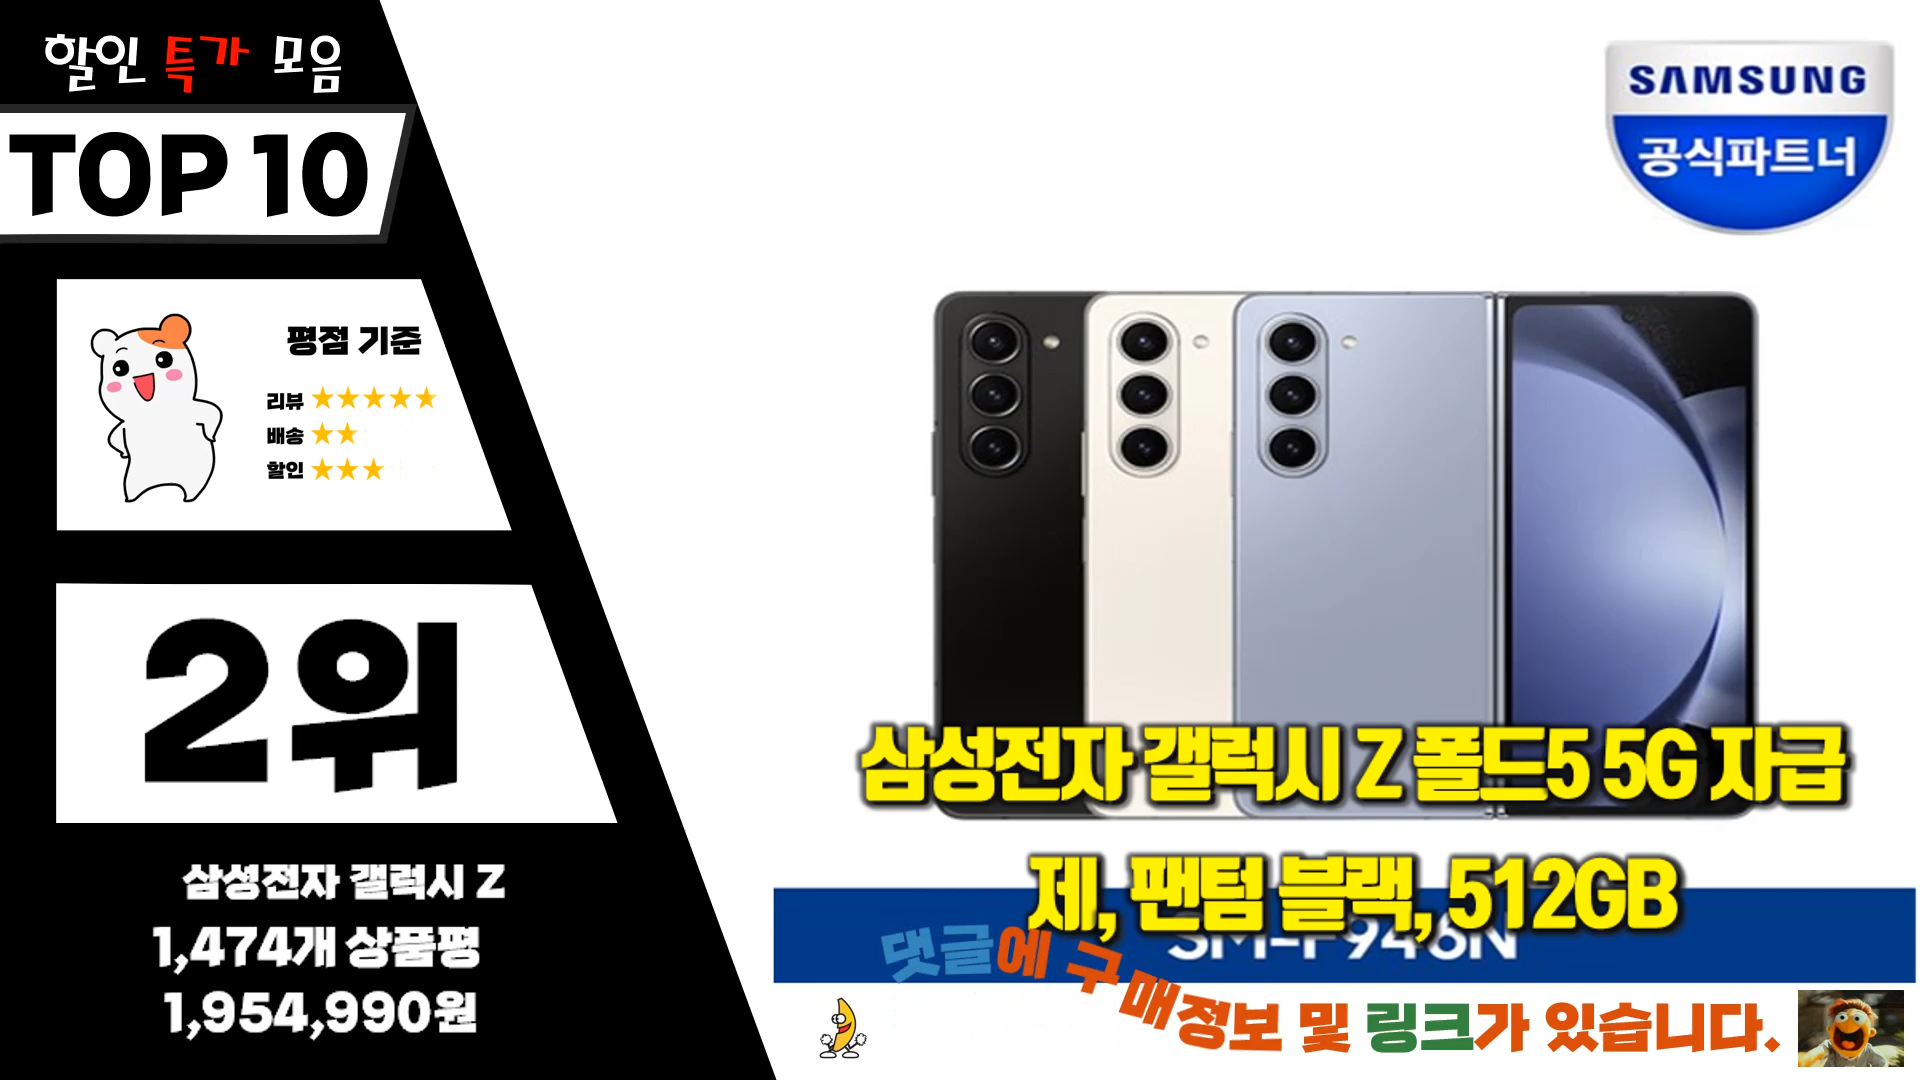 할인 특가 모음
TOP 10
평점 기준
리뷰
배송
할인
2위
삼성전자 갤럭시 Z
1,474개 상품평
1,954,990원
SAMSUNG
공식파트너
삼성전자 갤럭시 Z 폴드5 5G 자급
제, 팬텀 블랙, 512GB
SM-F946N
댓글에 구매정보 및 링크가 있습니다.